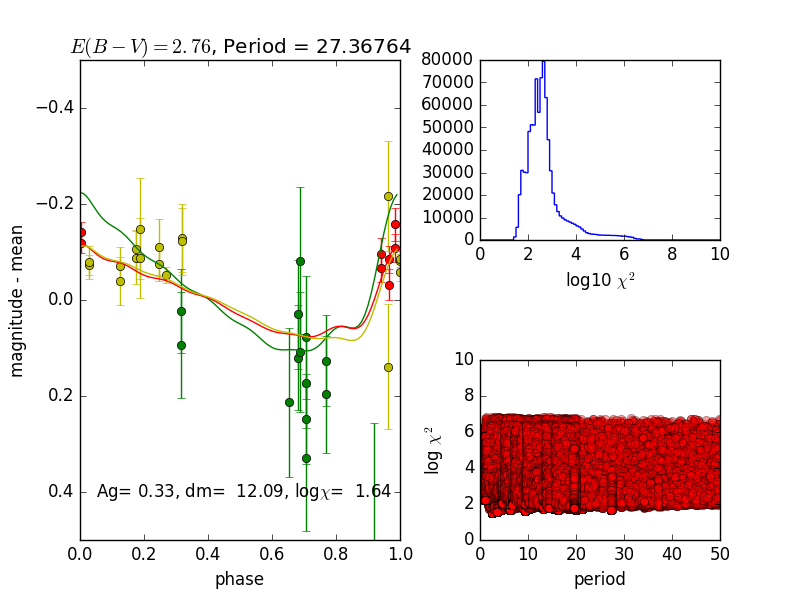 E(B−V)=2.76, Period = 27.36764
−0.4
−0.2
0.0
0.2
0.4
magnitude - mean
Ag= 0.33, dm= 12.09, logχ= 1.64
0.0 0.2 0.4 0.6 0.8 1.0
phase
80000
70000
60000
50000
40000
30000
20000
10000
0
0 2 4 6 8 10
log10 χ²
10
8
6
4
2
0
log χ²
0 10 20 30 40 50
period